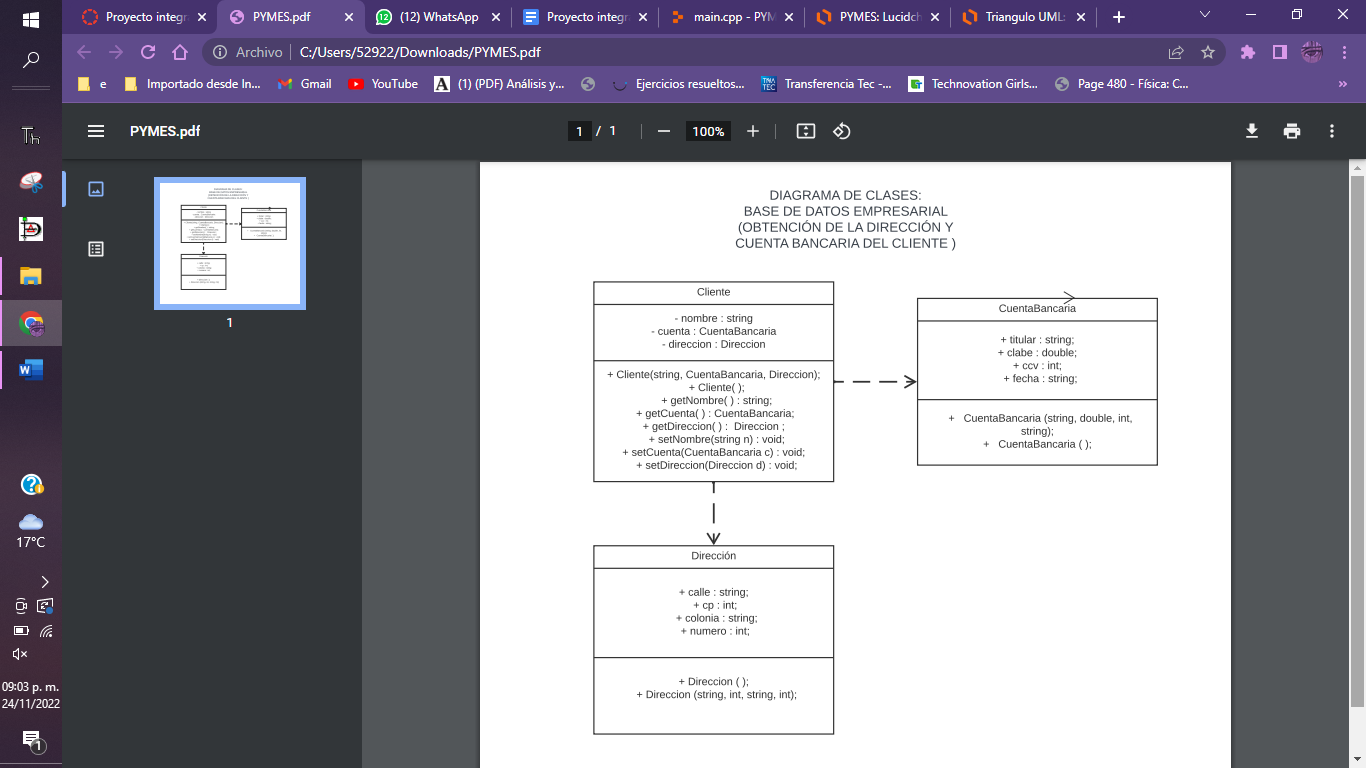 Proyecto integr
PYMES.pdf
(12) WhatsApp
Proyecto integr
main.cpp - PYM
PYMES: Lucidch
Triangulo UML:
Archivo
C:/Users/52922/Downloads/PYMES.pdf
e
Importado desde In...
Gmail
YouTube
(1) (PDF) Análisis y...
Ejercicios resueltos...
Transferencia Tec -...
Technovation Girls...
Page 480 - Física: C...
»
PYMES.pdf
1 / 1
100%
1
DIAGRAMA DE CLASES:
BASE DE DATOS EMPRESARIAL
(OBTENCIÓN DE LA DIRECCIÓN Y
CUENTA BANCARIA DEL CLIENTE )
Cliente
- nombre : string
- cuenta : CuentaBancaria
- direccion : Direccion
+ Cliente(string, CuentaBancaria, Direccion);
+ Cliente( );
+ getNombre( ) : string;
+ getCuenta( ) : CuentaBancaria;
+ getDireccion( ) : Direccion ;
+ setNombre(string n) : void;
+ setCuenta(CuentaBancaria c) : void;
+ setDireccion(Direccion d) : void;
CuentaBancaria
+ titular : string;
+ clabe : double;
+ ccv : int;
+ fecha : string;
+ CuentaBancaria (string, double, int,
string);
+ CuentaBancaria ( );
Dirección
+ calle : string;
+ cp : int;
+ colonia : string;
+ numero : int;
+ Direccion ( );
+ Direccion (string, int, string, int);
17°C
09:03 p. m.
24/11/2022
1